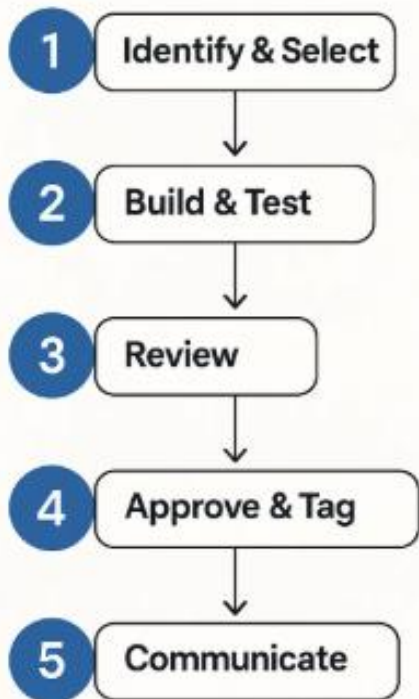 1 Identify & Select
2 Build & Test
3 Review
4 Approve & Tag
5 Communicate